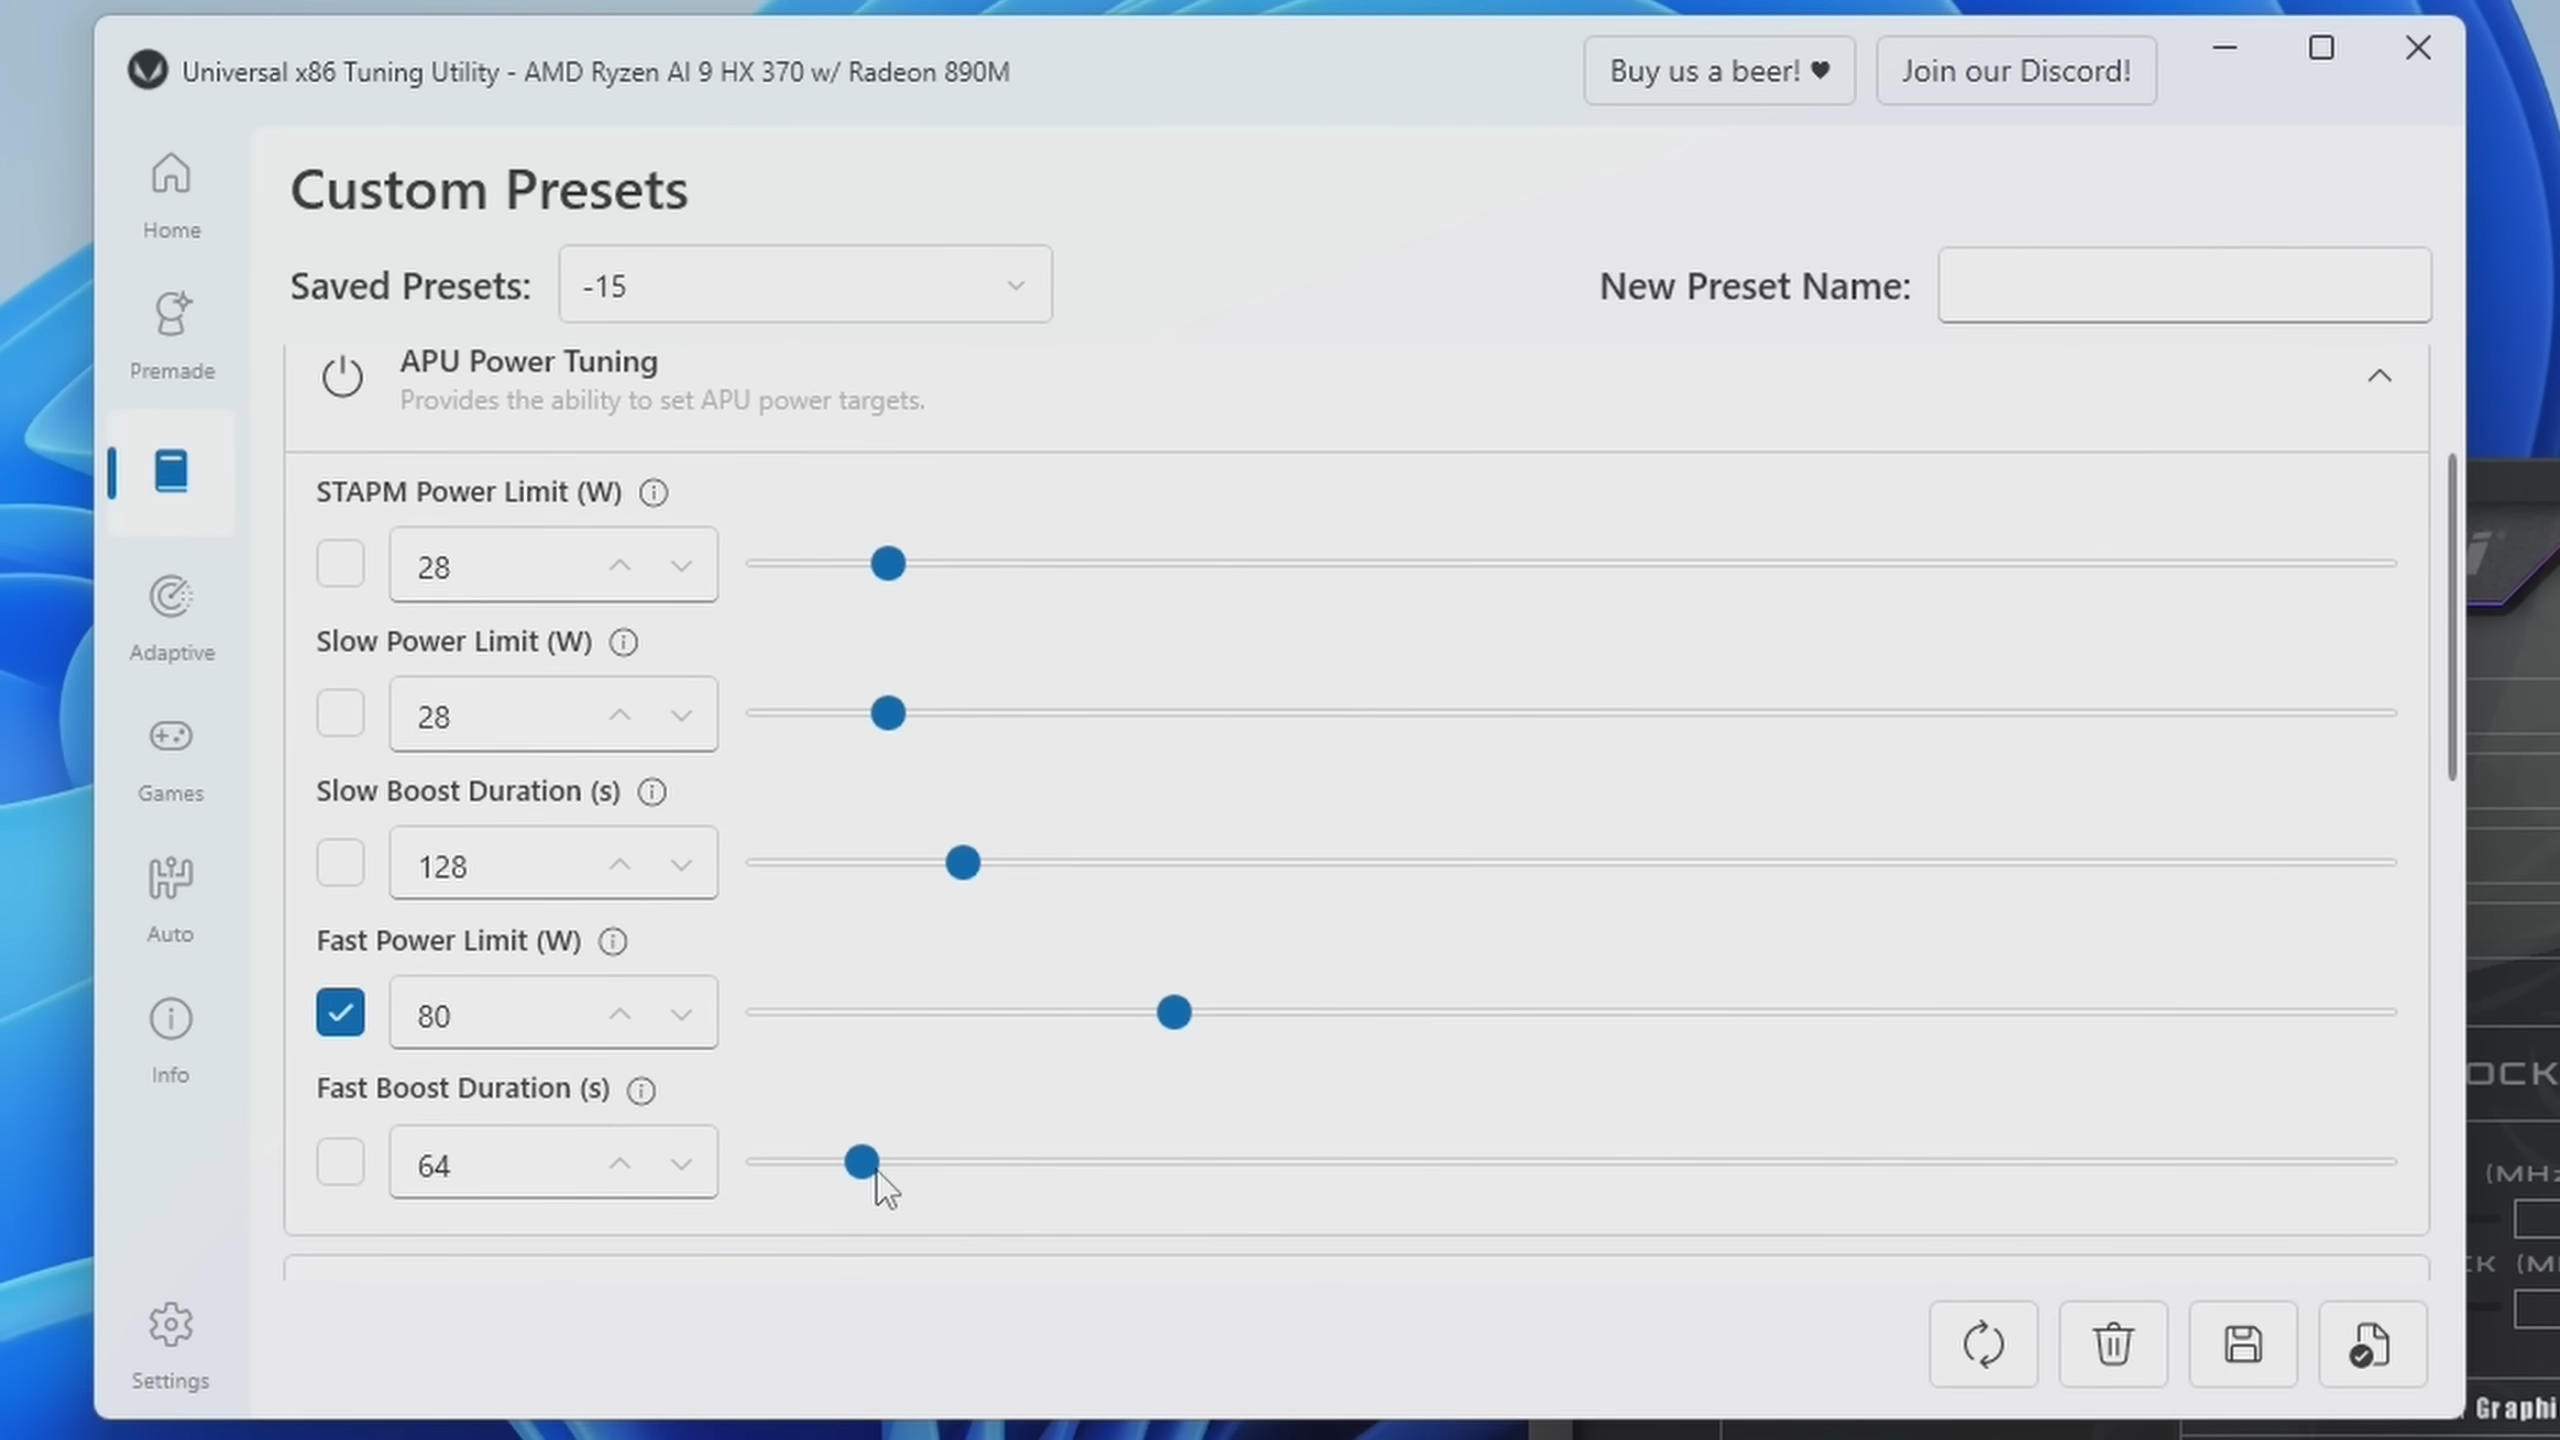 Universal x86 Tuning Utility - AMD Ryzen AI 9 HX 370 w/ Radeon 890M
Buy us a beer! ♥
Join our Discord!
Home
Premade
Adaptive
Games
Auto
Info
Settings
Custom Presets
Saved Presets:
-15
New Preset Name:
APU Power Tuning
Provides the ability to set APU power targets.
STAPM Power Limit (W)
28
Slow Power Limit (W)
28
Slow Boost Duration (s)
128
Fast Power Limit (W)
80
Fast Boost Duration (s)
64
(MH
Graphi